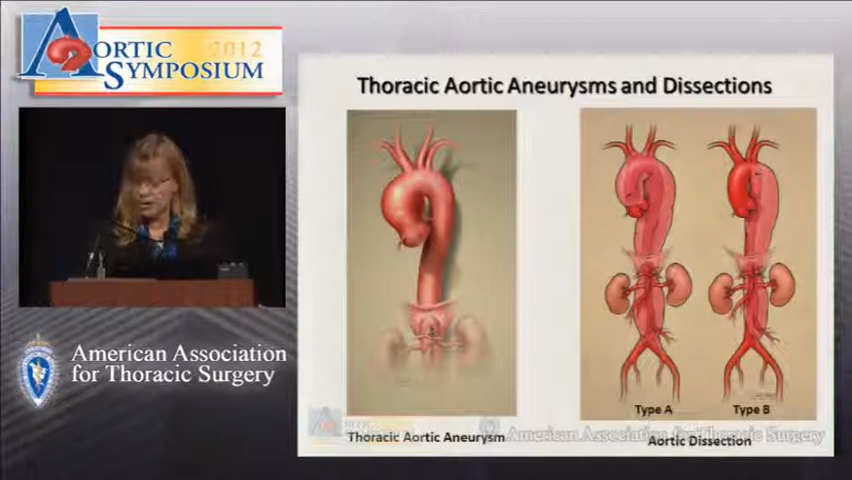 AORTIC 2012
SYMPOSIUM
American Association
for Thoracic Surgery
Thoracic Aortic Aneurysms and Dissections
Type A
Type B
Thoracic Aortic Aneurysm
American Association for Thoracic Surgery
Aortic Dissection